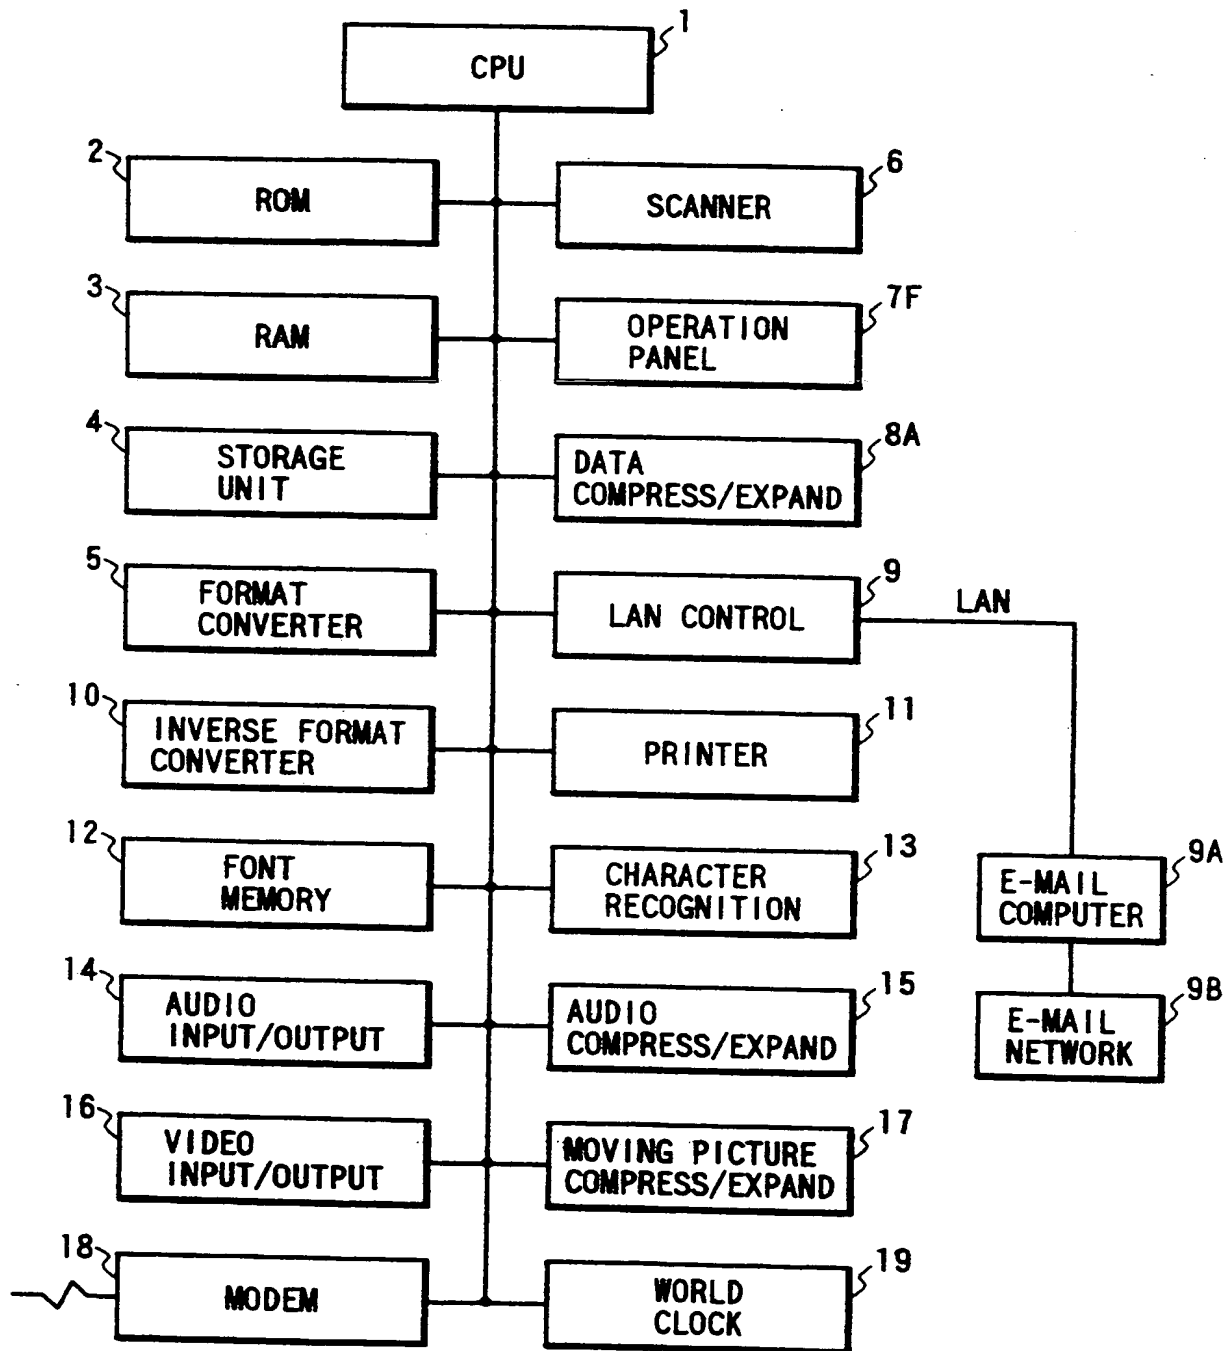 1
CPU
2
ROM
6
SCANNER
3
RAM
7F
OPERATION
PANEL
4
STORAGE
UNIT
8A
DATA
COMPRESS/EXPAND
5
FORMAT
CONVERTER
9
LAN CONTROL
LAN
10
INVERSE FORMAT
CONVERTER
11
PRINTER
12
FONT
MEMORY
13
CHARACTER
RECOGNITION
9A
E-MAIL
COMPUTER
14
AUDIO
INPUT/OUTPUT
15
AUDIO
COMPRESS/EXPAND
9B
E-MAIL
NETWORK
16
VIDEO
INPUT/OUTPUT
17
MOVING PICTURE
COMPRESS/EXPAND
18
MODEM
19
WORLD
CLOCK